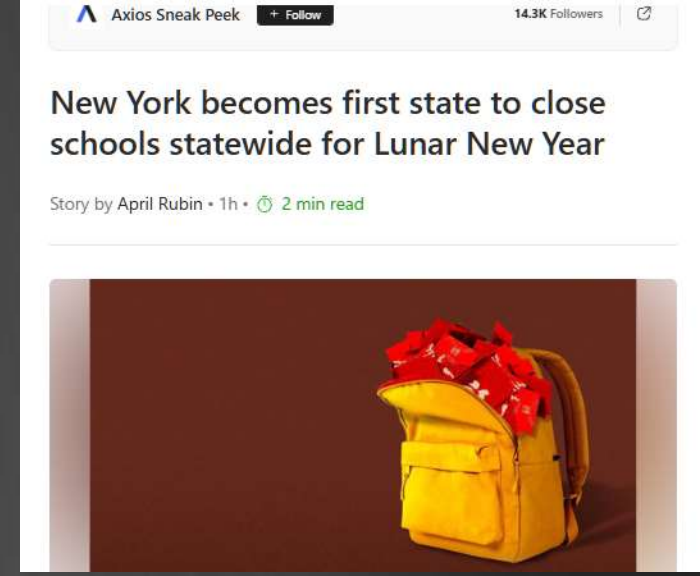 Axios Sneak Peek + Follow 14.3K Followers
New York becomes first state to close
schools statewide for Lunar New Year
Story by April Rubin • 1h • 2 min read